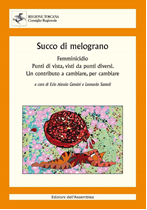 REGIONE TOSCANA
Consiglio Regionale
Succo di melograno
Femminicidio
Punti di vista, visti da punti diversi.
Un contributo a cambiare, per cambiare
a cura di Ezio Alessio Gensini e Leonardo Santoli
Edizioni dell'Assemblea